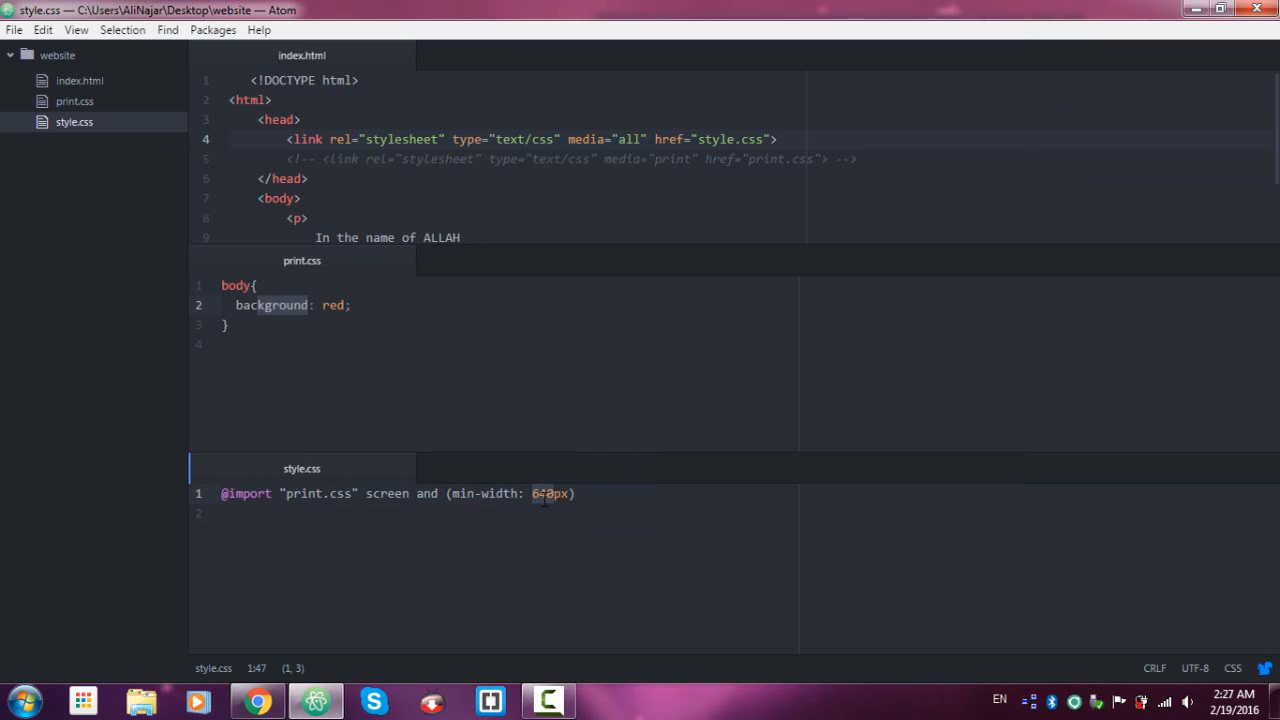 style.css — C:\Users\AliNajar\Desktop\website — Atom
File Edit View Selection Find Packages Help
website
index.html
print.css
style.css
index.html
1 <!DOCTYPE html>
2 <html>
3 <head>
4 <link rel="stylesheet" type="text/css" media="all" href="style.css">
5 <!-- <link rel="stylesheet" type="text/css" media="print" href="print.css"> -->
6 </head>
7 <body>
8 <p>
9 In the name of ALLAH
print.css
1 body{
2 background: red;
3 }
4
style.css
1 @import "print.css" screen and (min-width: 640px)
2
style.css 1:47 (1, 3) CRLF UTF-8 CSS
EN
2:27 AM
2/19/2016